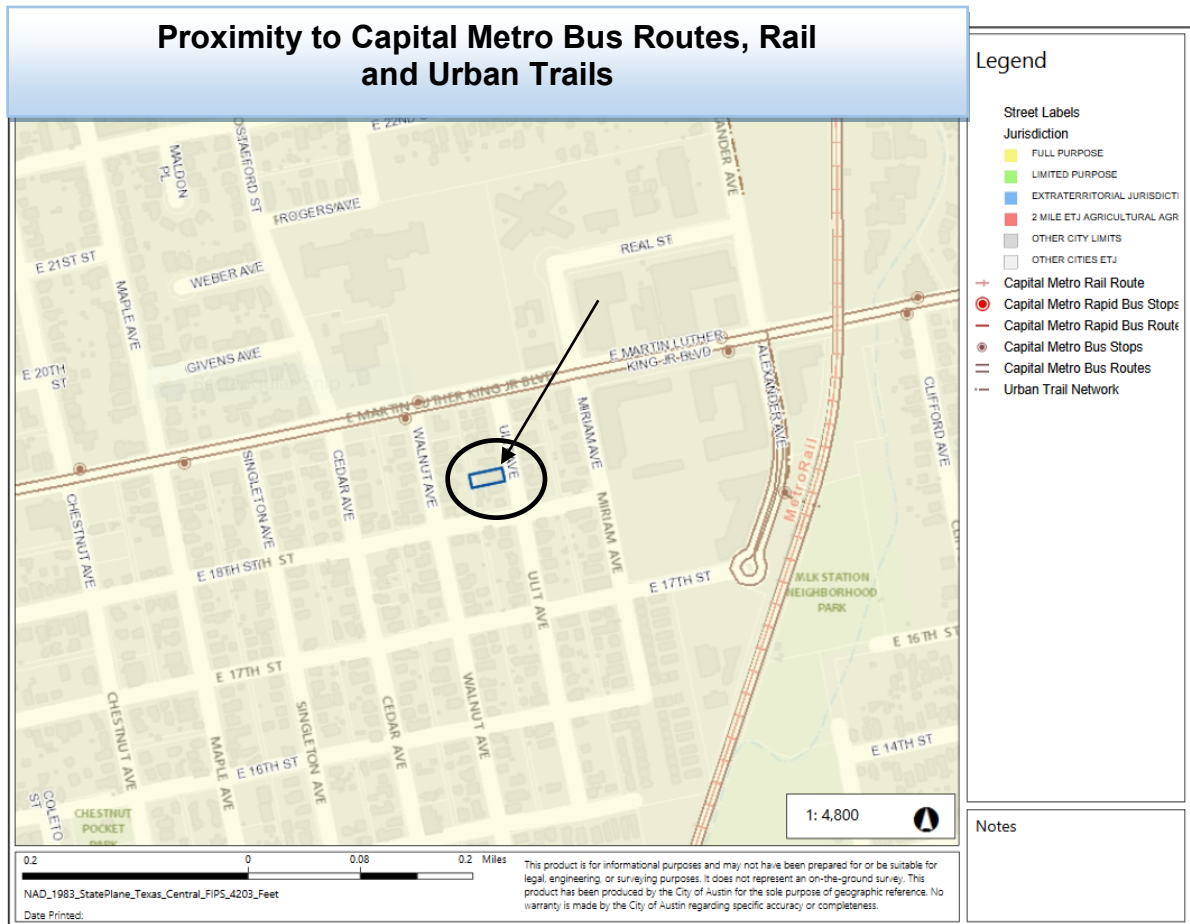 Proximity to Capital Metro Bus Routes, Rail
and Urban Trails
Legend
Street Labels
Jurisdiction
FULL PURPOSE
LIMITED PURPOSE
EXTRATERRITORIAL JURISDICTI
2 MILE ETJ AGRICULTURAL AGR
OTHER CITY LIMITS
OTHER CITIES ETJ
Capital Metro Rail Route
Capital Metro Rapid Bus Stops
Capital Metro Rapid Bus Route
Capital Metro Bus Stops
Capital Metro Bus Routes
Urban Trail Network
Notes
E 22ND
MALDON
PL
STAFFORD ST
ANDER AVE
ROGERS AVE
REAL ST
E 21ST ST
WEBER AVE
MAPLE AVE
GIVENS AVE
E 20TH
ST
E MARTIN LUTHER
KING JR BLVD
E MARTIN LUTHER KING JR BLVD
ALEXANDER AVE
CLIFFORD AVE
MIRIAM AVE
WALNUT AVE
CEDAR AVE
SINGLETON AVE
CHESTNUT AVE
MetroRail
MIRIAM AVE
E 18TH ST
H ST
E 17TH ST
MLK STATION
NEIGHBORHOOD
PARK
ULIT AVE
E 16TH ST
E 17TH ST
WALNUT AVE
CEDAR AVE
SINGLETON AVE
MAPLE AVE
CHESTNUT AVE
E 16TH ST
E 14TH ST
COLETO
ST
CHESTNUT
POCKET
PARK
1: 4,800
0.2 0 0.08 0.2 Miles
NAD_1983_StatePlane_Texas_Central_FIPS_4203_Feet
Date Printed:
This product is for informational purposes and may not have been prepared for or be suitable for
legal, engineering, or surveying purposes. It does not represent an on-the-ground survey. This
product has been produced by the City of Austin for the sole purpose of geographic reference. No
warranty is made by the City of Austin regarding specific accuracy or completeness.